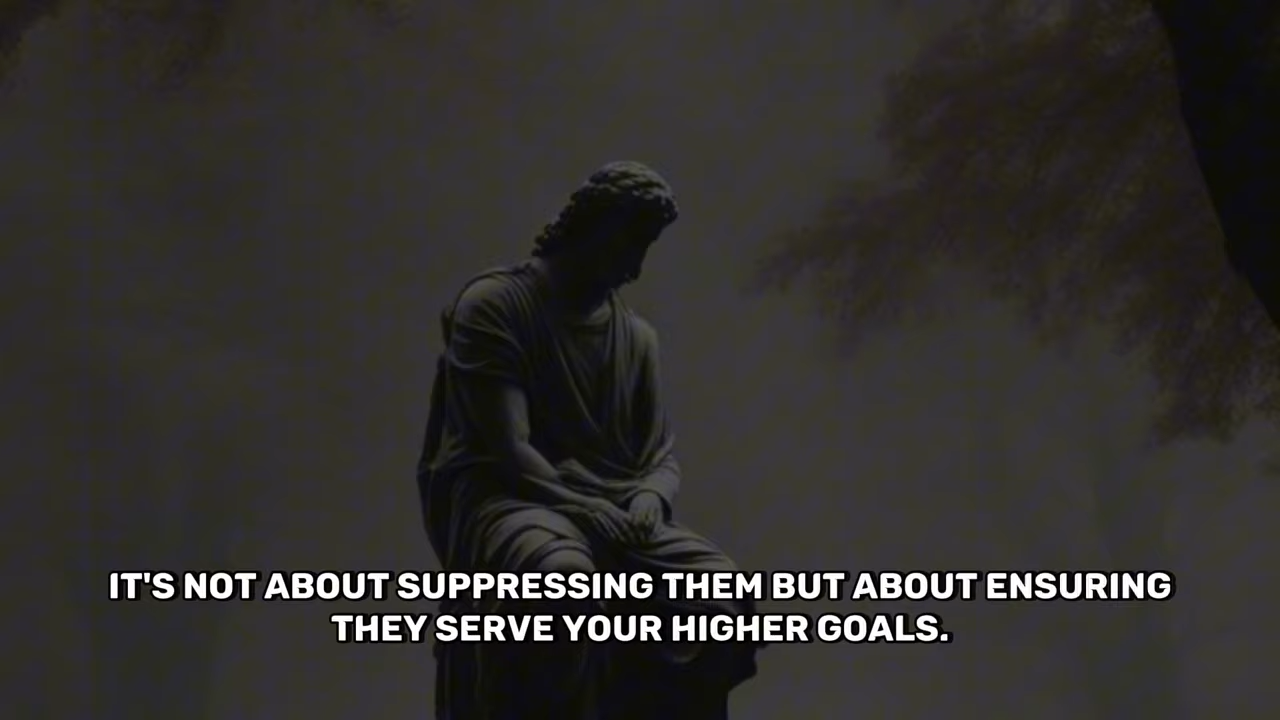 IT'S NOT ABOUT SUPPRESSING THEM BUT ABOUT ENSURING
THEY SERVE YOUR HIGHER GOALS.